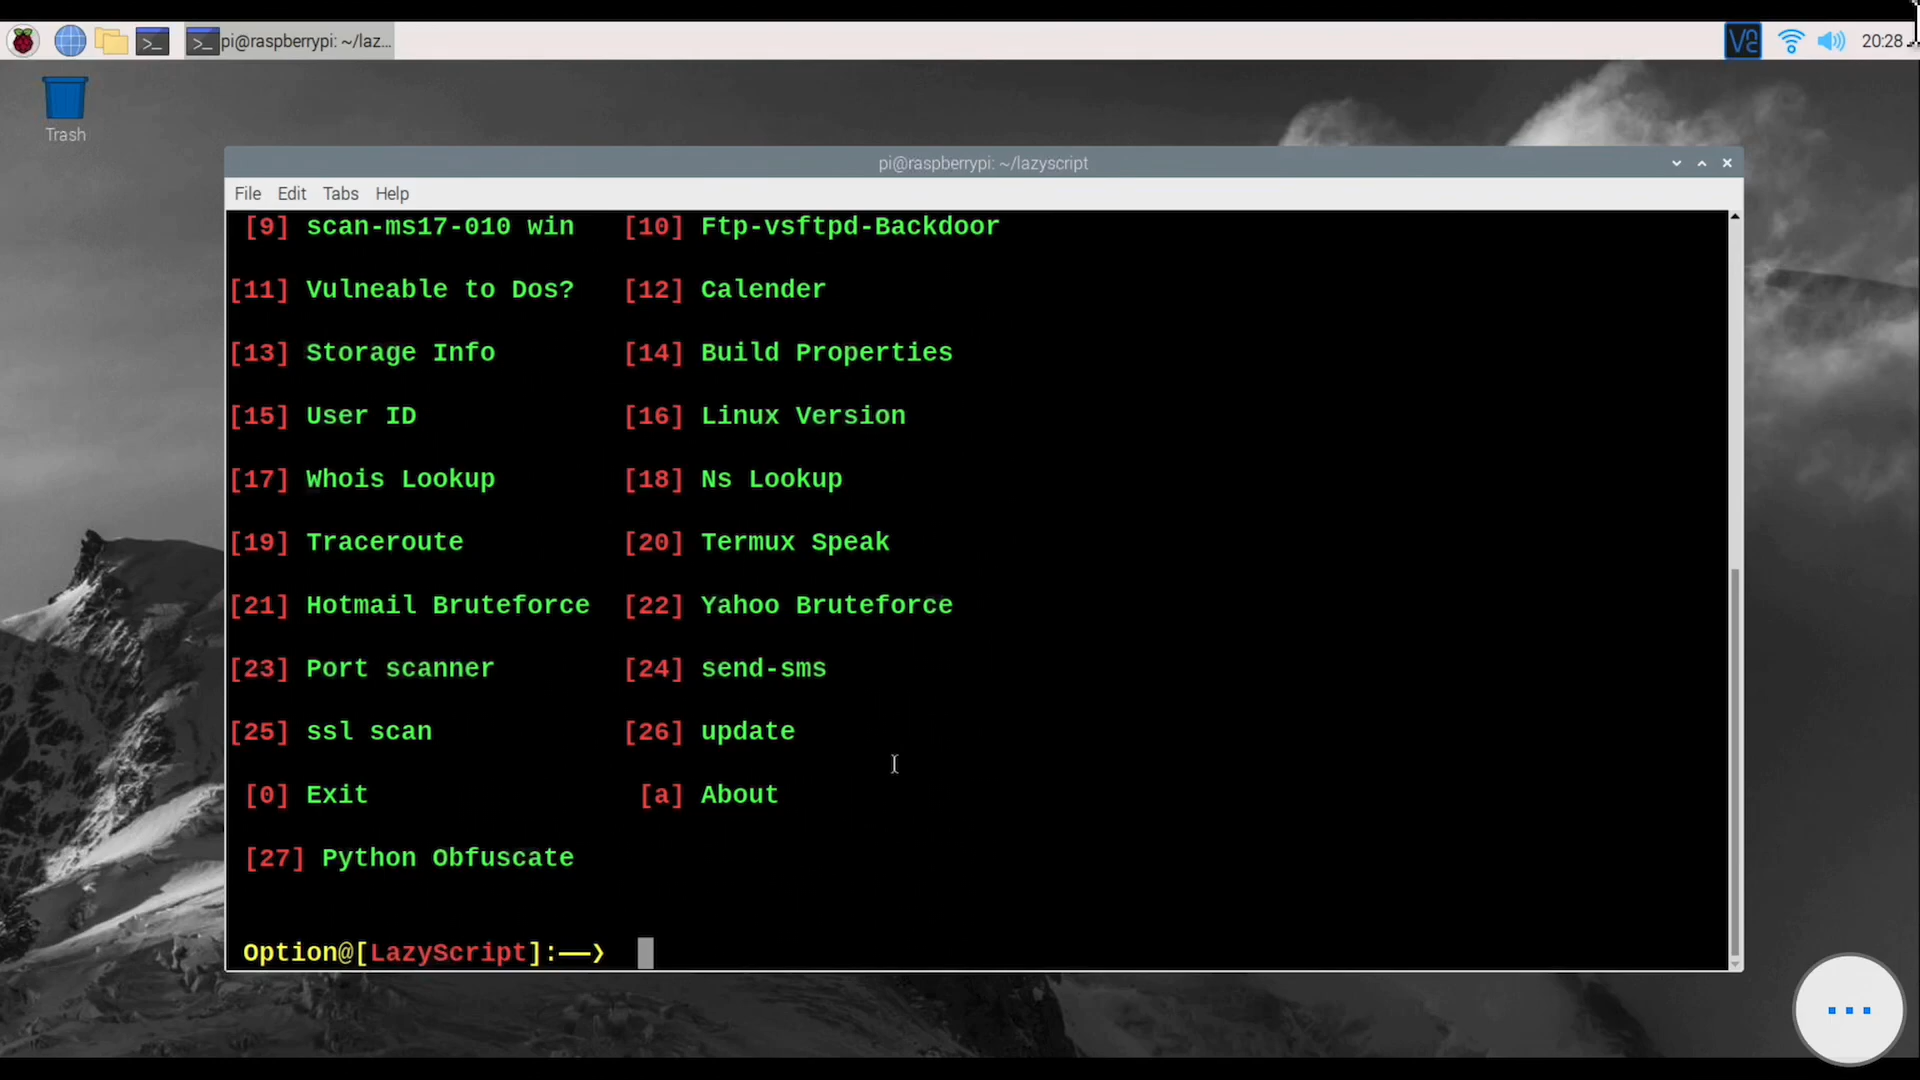 pi@raspberrypi: ~/laz...
20:28
Trash
pi@raspberrypi: ~/lazyscript
File Edit Tabs Help
[9] scan-ms17-010 win [10] Ftp-vsftpd-Backdoor
[11] Vulneable to Dos? [12] Calender
[13] Storage Info [14] Build Properties
[15] User ID [16] Linux Version
[17] Whois Lookup [18] Ns Lookup
[19] Traceroute [20] Termux Speak
[21] Hotmail Bruteforce [22] Yahoo Bruteforce
[23] Port scanner [24] send-sms
[25] ssl scan [26] update
[0] Exit [a] About
[27] Python Obfuscate
Option@[LazyScript]:──❯